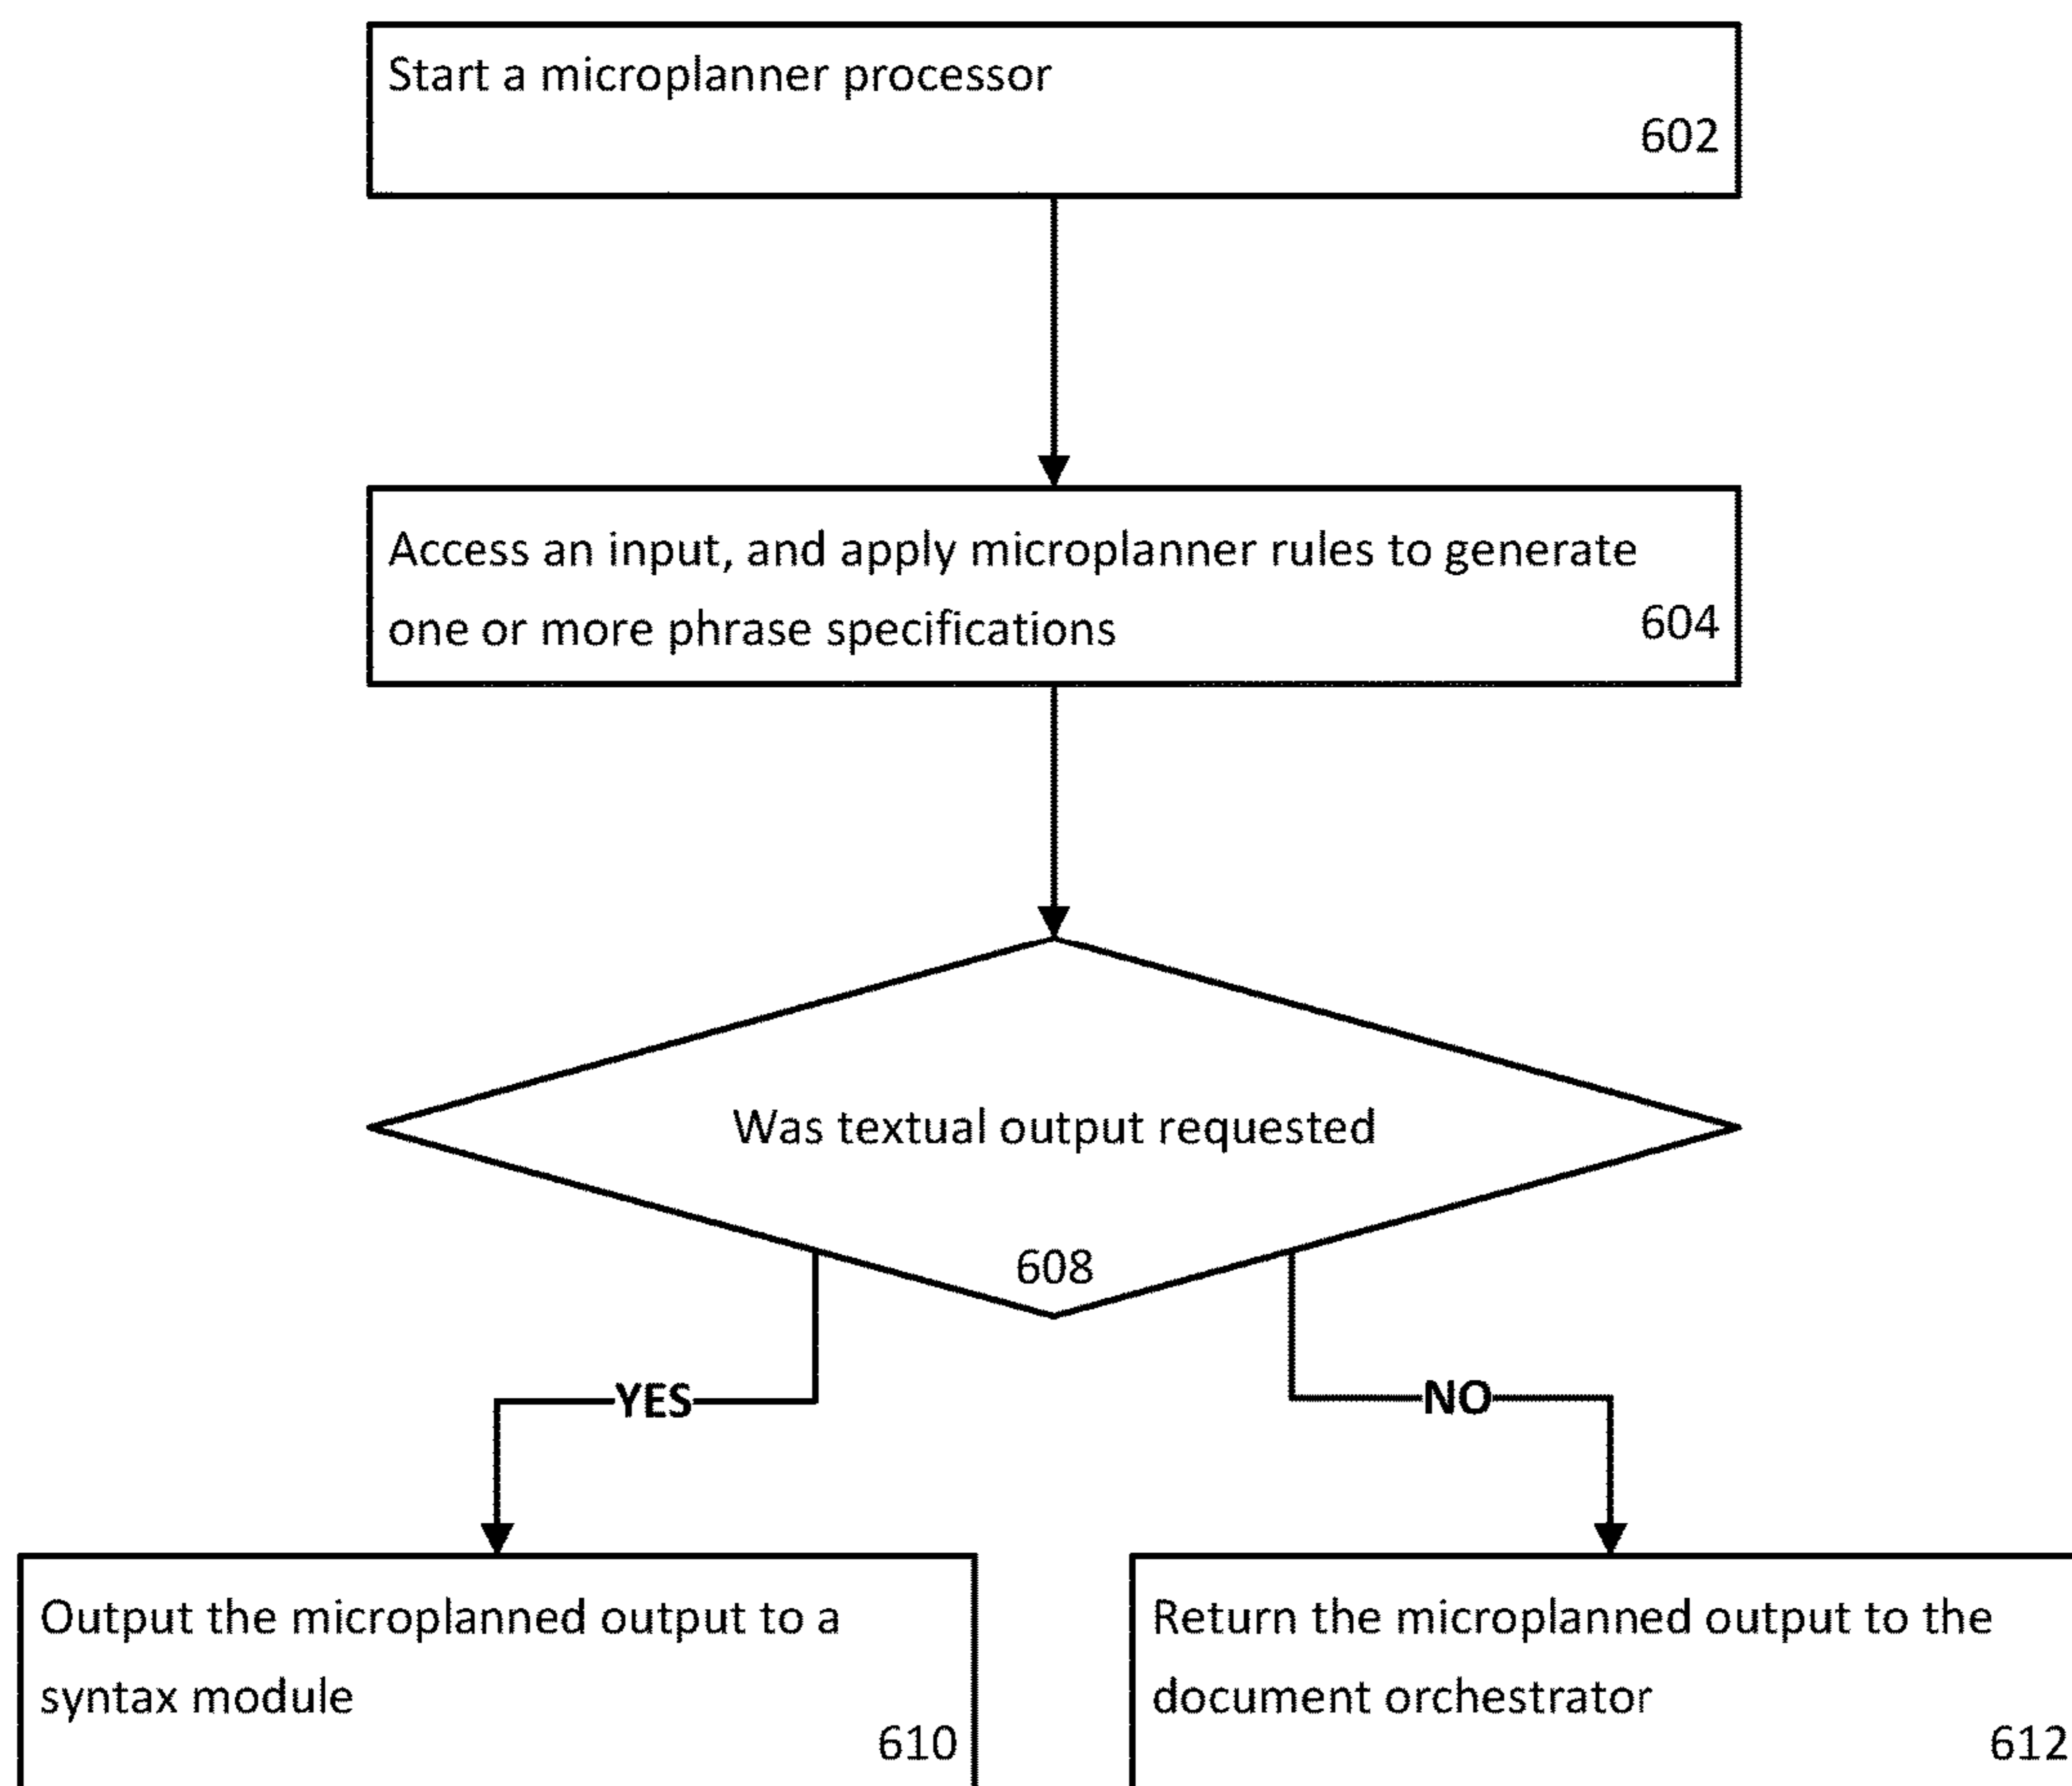 Start a microplanner processor
602
Access an input, and apply microplanner rules to generate
one or more phrase specifications
604
Was textual output requested
608
YES
NO
Output the microplanned output to a
syntax module
610
Return the microplanned output to the
document orchestrator
612